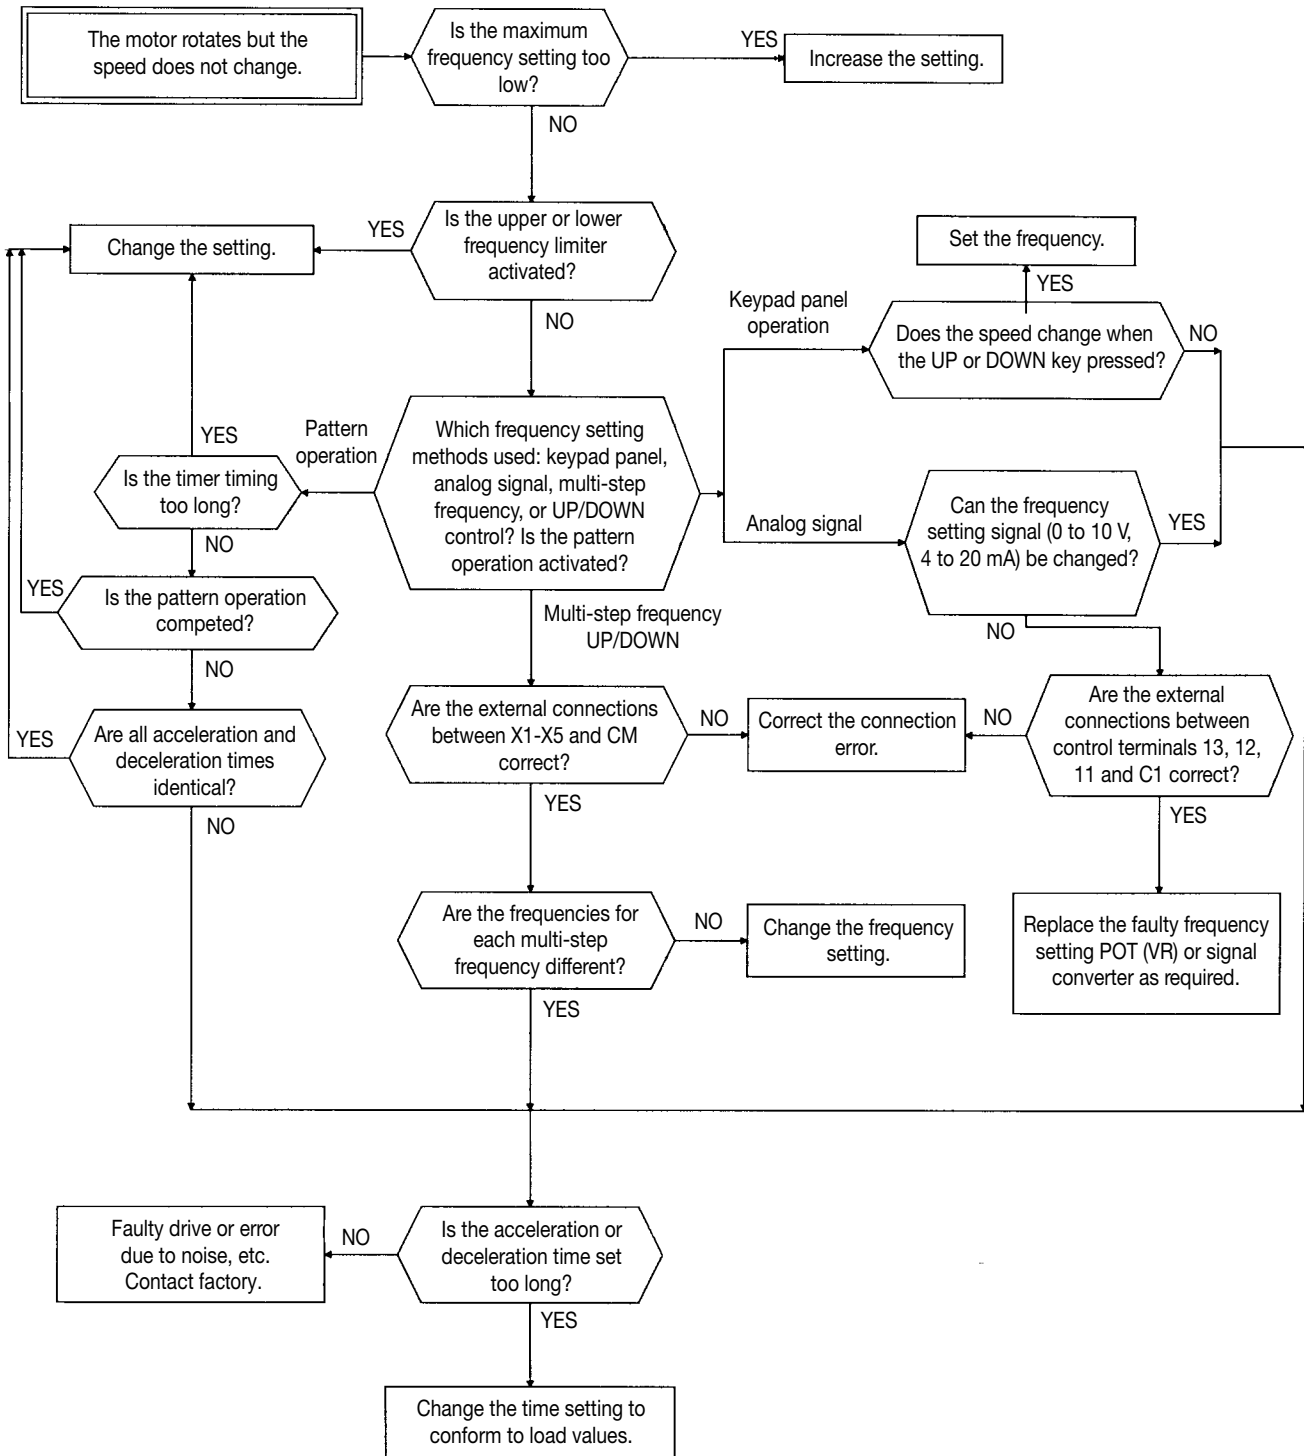 The motor rotates but the
speed does not change.
Is the maximum
frequency setting too
low?
YES
Increase the setting.
NO
Is the upper or lower
frequency limiter
activated?
YES
Change the setting.
NO
Which frequency setting
methods used: keypad panel,
analog signal, multi-step
frequency, or UP/DOWN
control? Is the pattern
operation activated?
Keypad panel
operation
Does the speed change when
the UP or DOWN key pressed?
YES
Set the frequency.
NO
Analog signal
Can the frequency
setting signal (0 to 10 V,
4 to 20 mA) be changed?
YES
NO
Are the external
connections between
control terminals 13, 12,
11 and C1 correct?
NO
YES
Replace the faulty frequency
setting POT (VR) or signal
converter as required.
Pattern
operation
Is the timer timing
too long?
YES
NO
Is the pattern operation
competed?
YES
NO
Are all acceleration and
deceleration times
identical?
YES
NO
Multi-step frequency
UP/DOWN
Are the external connections
between X1-X5 and CM
correct?
NO
Correct the connection
error.
YES
Are the frequencies for
each multi-step
frequency different?
NO
Change the frequency
setting.
YES
Is the acceleration or
deceleration time set
too long?
NO
Faulty drive or error
due to noise, etc.
Contact factory.
YES
Change the time setting to
conform to load values.